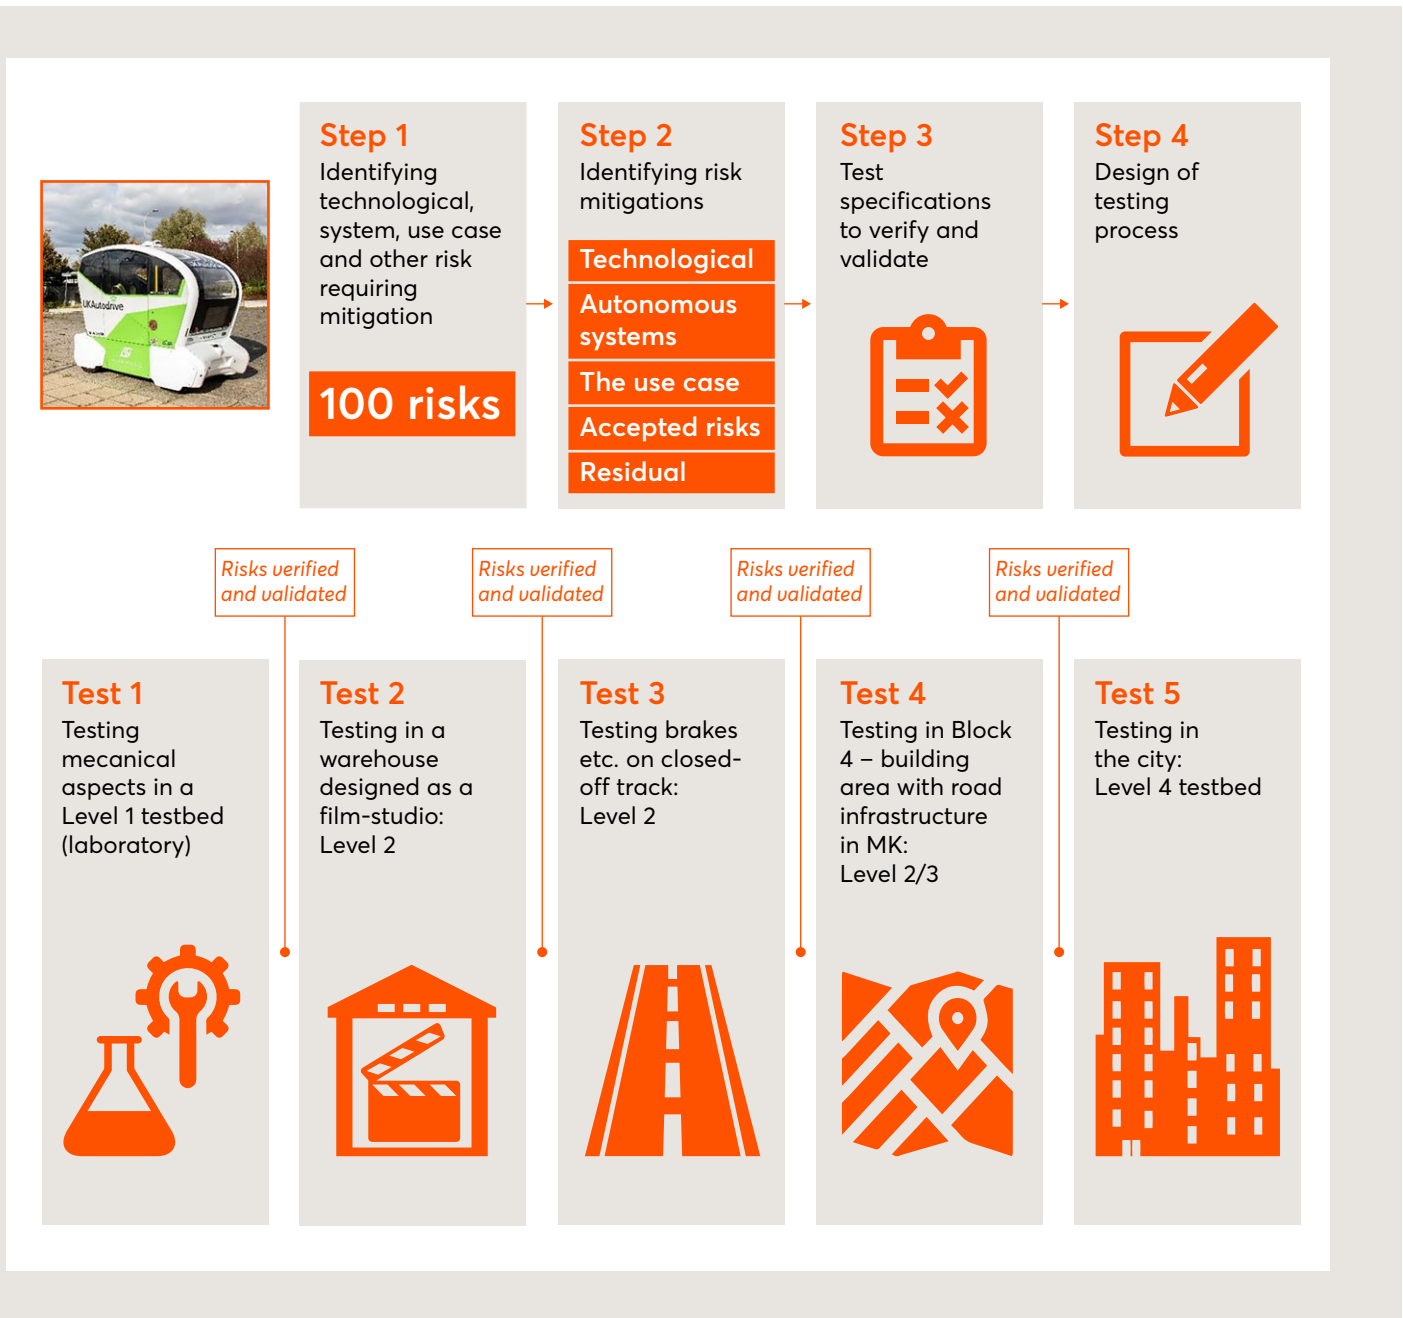 Step 1
Identifying
technological,
system, use case
and other risk
requiring
mitigation
100 risks
Step 2
Identifying risk
mitigations
Technological
Autonomous
systems
The use case
Accepted risks
Residual
Step 3
Test
specifications
to verify and
validate
Step 4
Design of
testing
process
UKAutodrive
Risks verified
and validated
Risks verified
and validated
Risks verified
and validated
Risks verified
and validated
Test 1
Testing
mecanical
aspects in a
Level 1 testbed
(laboratory)
Test 2
Testing in a
warehouse
designed as a
film-studio:
Level 2
Test 3
Testing brakes
etc. on closed-
off track:
Level 2
Test 4
Testing in Block
4 – building
area with road
infrastructure
in MK:
Level 2/3
Test 5
Testing in
the city:
Level 4 testbed